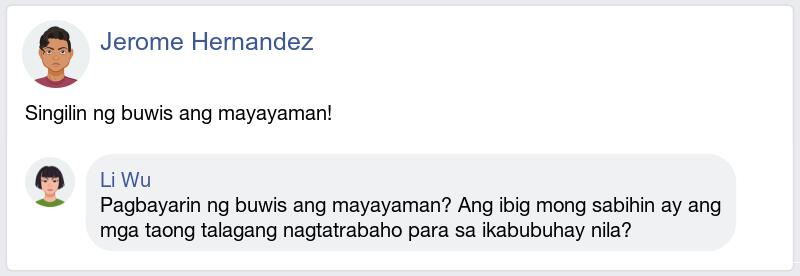 Jerome Hernandez
Singilin ng buwis ang mayayaman!
Li Wu
Pagbayarin ng buwis ang mayayaman? Ang ibig mong sabihin ay ang
mga taong talagang nagtatrabaho para sa ikabubuhay nila?